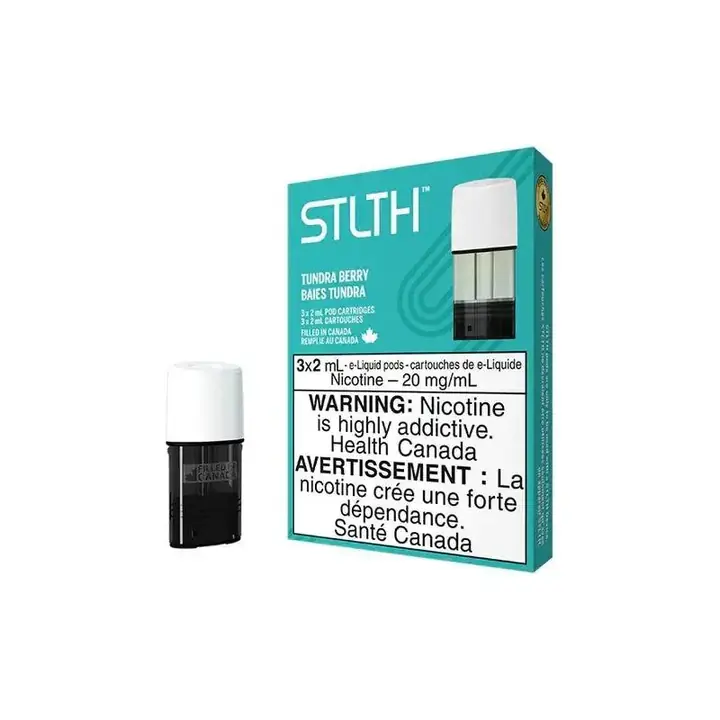 STLTH™
TUNDRA BERRY
BAIES TUNDRA
3 x 2 mL POD CARTRIDGES
3 x 2 mL CARTOUCHES
FILLED IN CANADA
REMPLIE AU CANADA
3x2 mL - e-Liquid pods - cartouches de e-Liquide
Nicotine – 20 mg/mL
WARNING: Nicotine
is highly addictive.
Health Canada
AVERTISSEMENT : La
nicotine crée une forte
dépendance.
Santé Canada
FILLED IN
CANADA